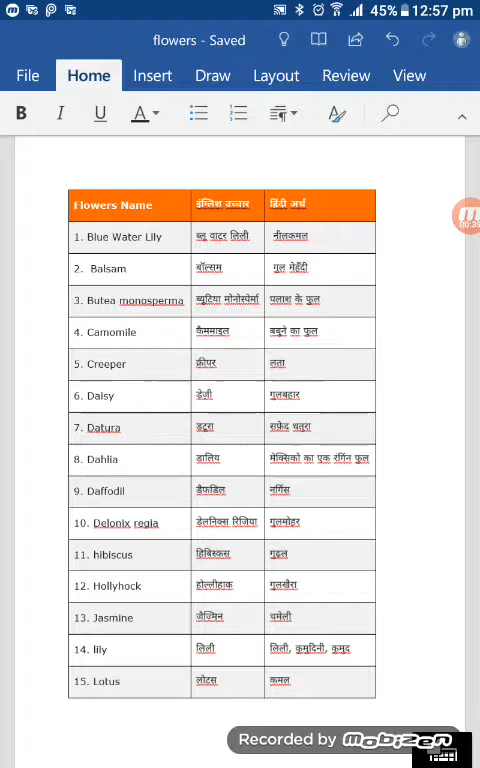 45% 12:57 pm
flowers - Saved
File Home Insert Draw Layout Review View
B I U A
Flowers Name इंग्लिश उच्चार हिंदी अर्थ
1. Blue Water Lily ब्लू वाटर लिली नीलकमल
2. Balsam बॉल्सम गुल मेहेँदी
3. Butea monosperma ब्यूटिया मोनोस्पेर्मा पलाश के फुल
4. Camomile कैममाइल बबुने का फुल
5. Creeper क्रीपर लता
6. Daisy डेज़ी गुलबहार
7. Datura डटूरा सफ़ेद धतुरा
8. Dahlia डालिय मेक्सिको का एक रंगिंन फुल
9. Daffodil डैफडिल नर्गिस
10. Delonix regia डेलनिक्स रिजिया गुलमोहर
11. hibiscus हिबिस्कस गुढ़ल
12. Hollyhock होल्लीहाक गुलखैरा
13. Jasmine जैज्मिन चमेली
14. lily लिली लिली, कुमुदिनी, कुमुद
15. Lotus लोटस कमल
Recorded by MOBIZEN